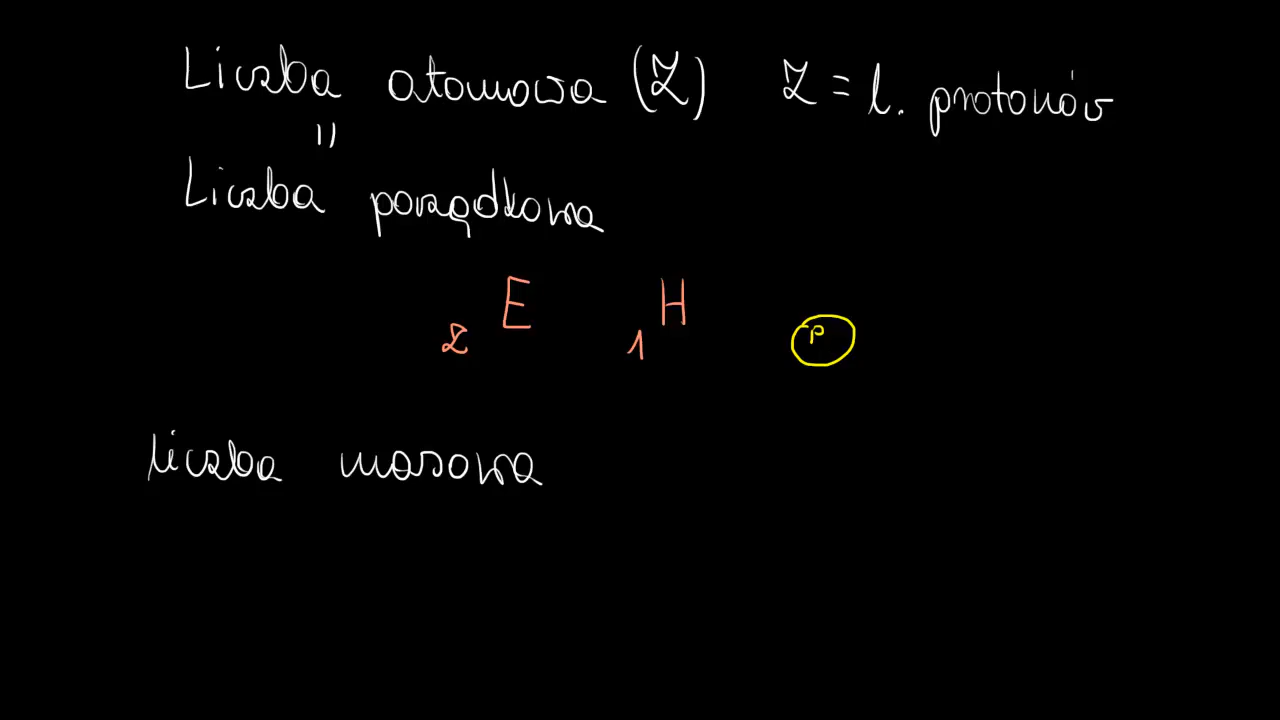 Liczba atomowa (Z) Z = l. protonów
||
Liczba porządkowa
Z E 1 H p
liczba masowa